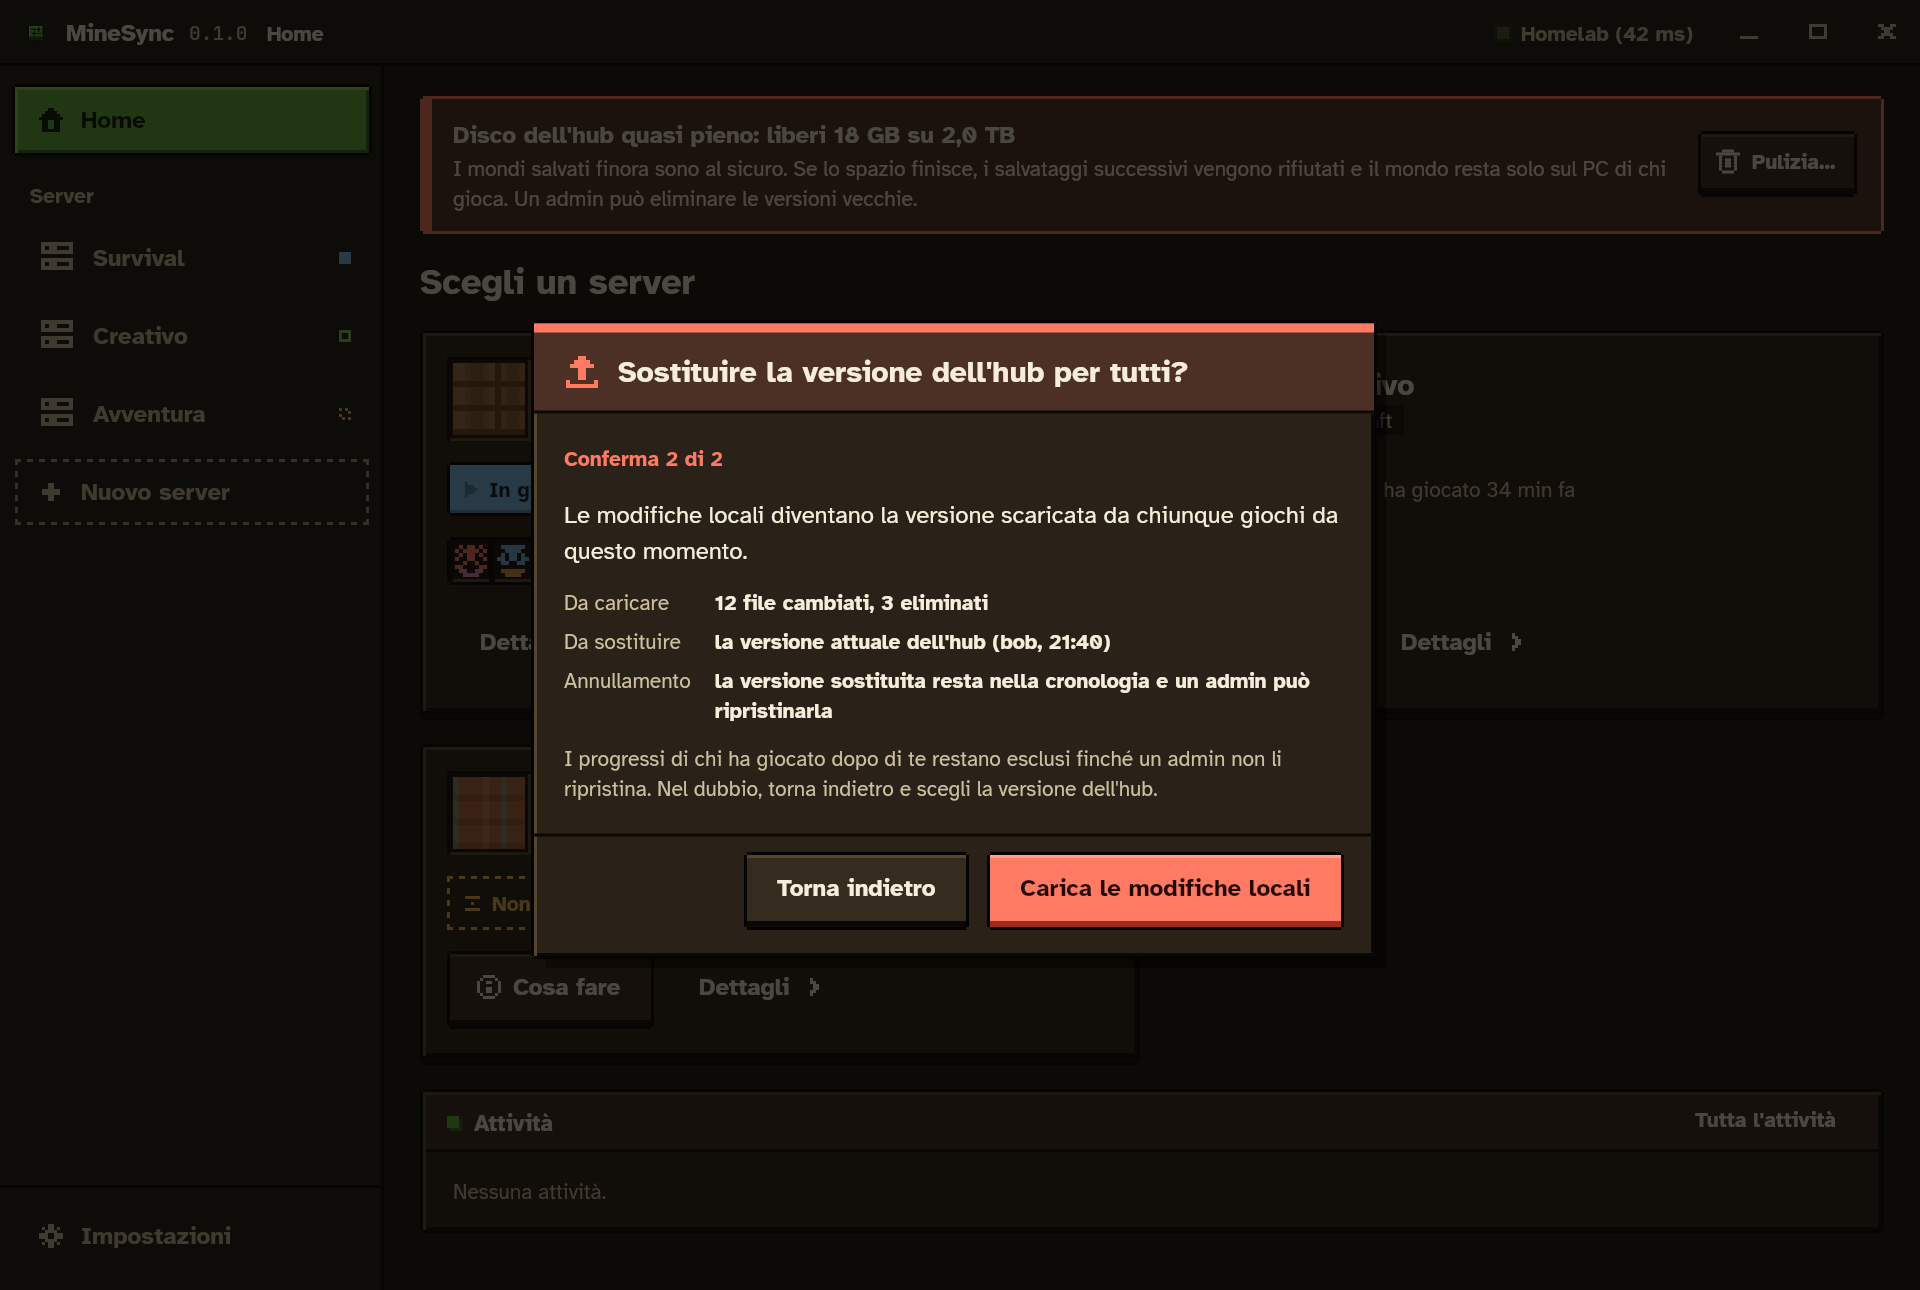 MineSync 0.1.0 Home
Homelab (42 ms)
Home
Server
Survival
Creativo
Avventura
Nuovo server
Impostazioni
Disco dell'hub quasi pieno: liberi 18 GB su 2,0 TB
I mondi salvati finora sono al sicuro. Se lo spazio finisce, i salvataggi successivi vengono rifiutati e il mondo resta solo sul PC di chi
gioca. Un admin può eliminare le versioni vecchie.
Pulizia...
Scegli un server
Sostituire la versione dell'hub per tutti?
Conferma 2 di 2
Le modifiche locali diventano la versione scaricata da chiunque giochi da
questo momento.
Da caricare 12 file cambiati, 3 eliminati
Da sostituire la versione attuale dell'hub (bob, 21:40)
Annullamento la versione sostituita resta nella cronologia e un admin può
ripristinarla
I progressi di chi ha giocato dopo di te restano esclusi finché un admin non li
ripristina. Nel dubbio, torna indietro e scegli la versione dell'hub.
Torna indietro
Carica le modifiche locali
ha giocato 34 min fa
Dettagli
Non
Cosa fare
Dettagli
Attività
Tutta l'attività
Nessuna attività.